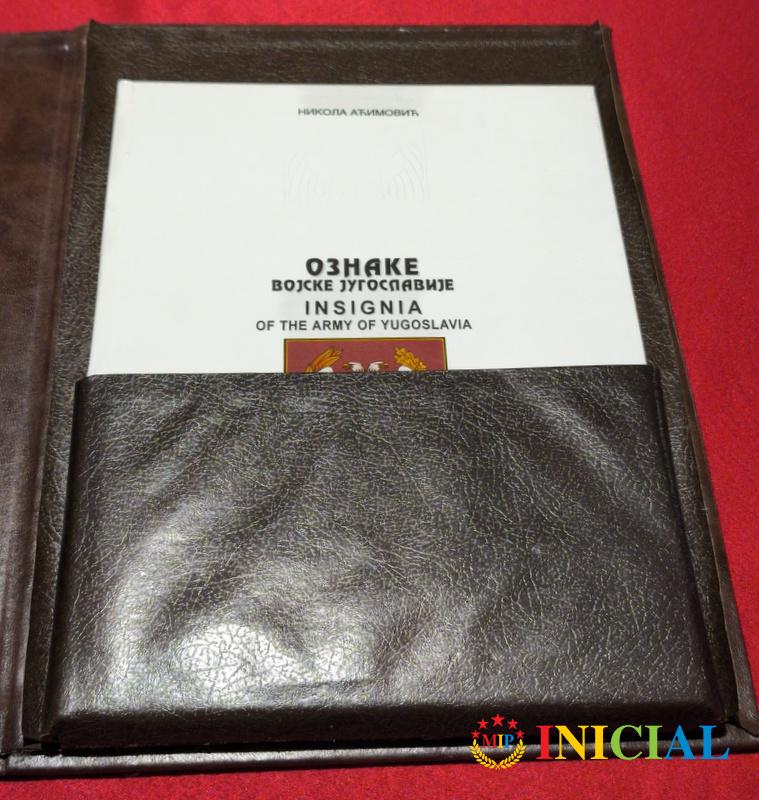 НИКОЛА АЋИМОВИЋ
ОЗНАКЕ
ВОЈСКЕ ЈУГОСЛАВИЈЕ
INSIGNIA
OF THE ARMY OF YUGOSLAVIA
MIP INICIAL